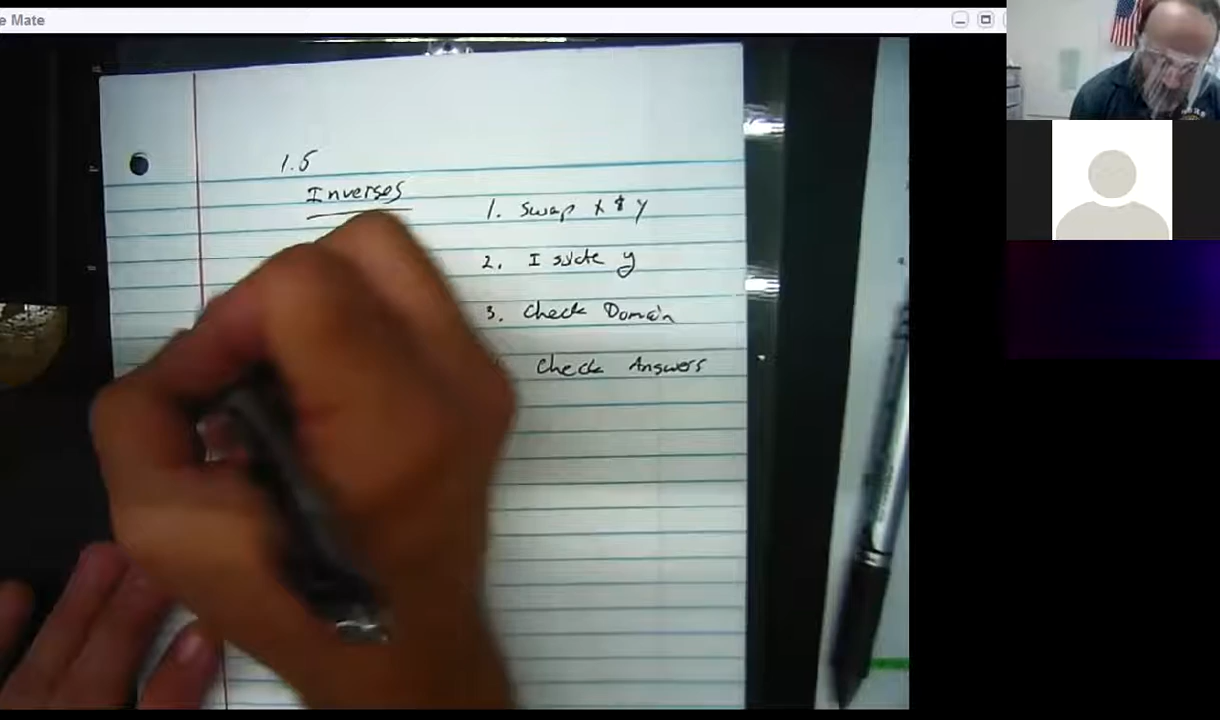 e Mate
1.5
Inverses
1. Swap x & y
2. Isolate y
3. Check Domain
Check Answers